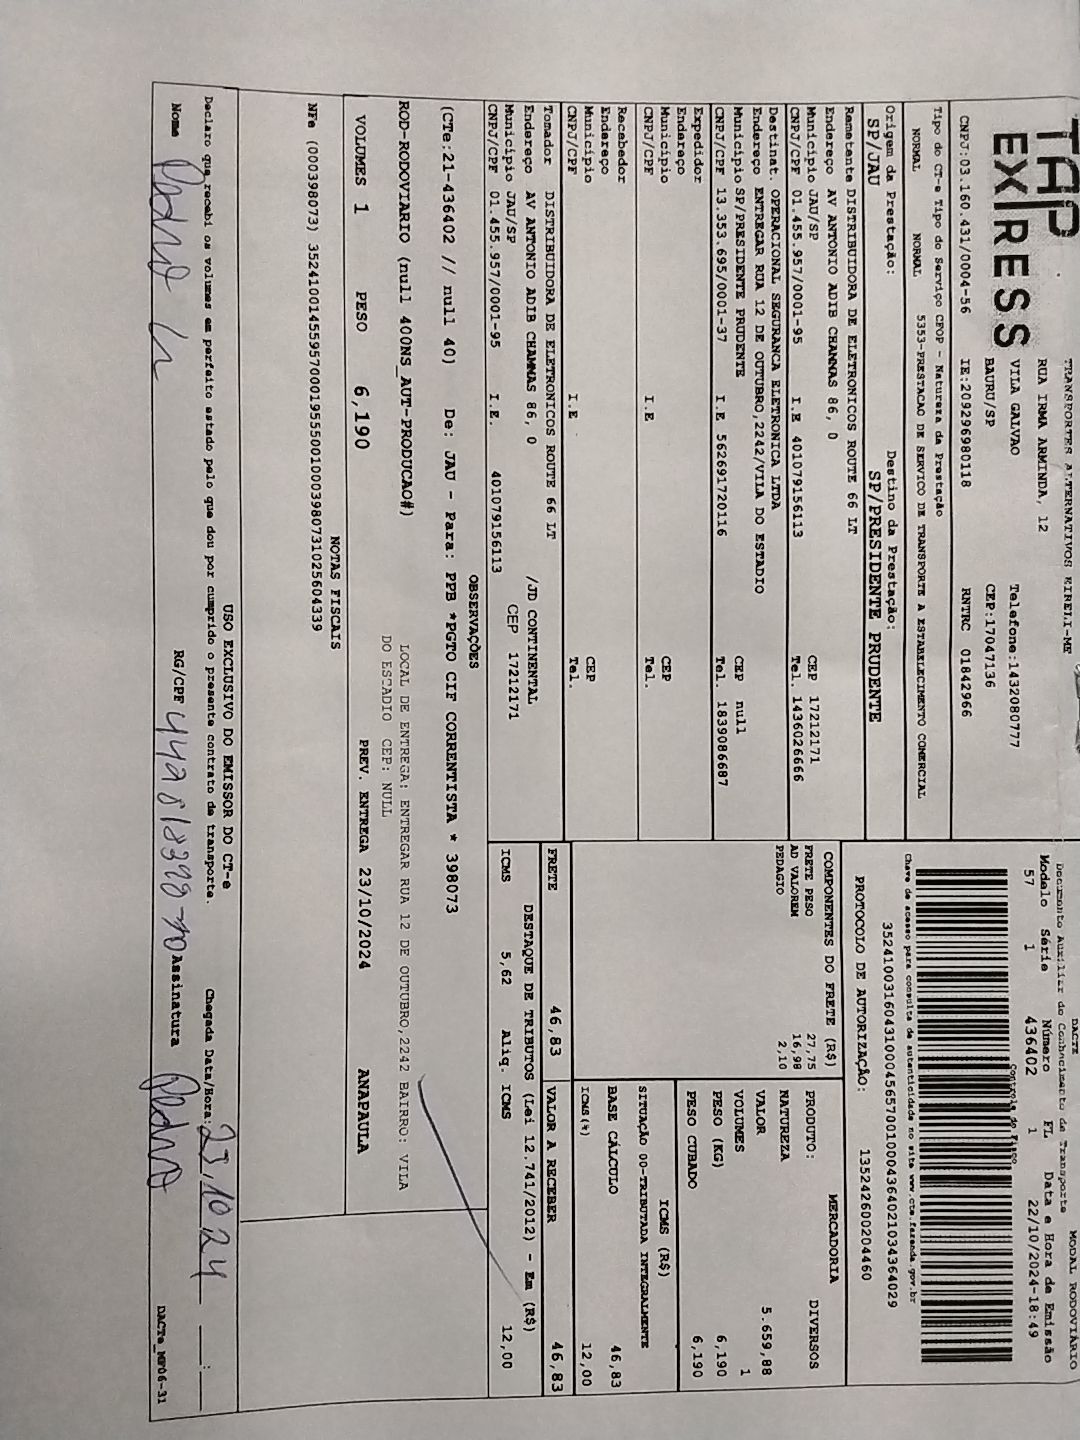 TAP
EXPRESS
TRANSPORTES ALTERNATIVOS EIRELI-ME
RUA IRMA ARMINDA, 12
VILA GALVAO
BAURU/SP
Telefone:1432080777
CEP:17047136
CNPJ:03.160.431/0004-56 IE:209296980118 RNTRC 01842966
DACTE MODAL RODOVIÁRIO
Documento Auxiliar do Conhecimento de Transporte
Modelo Série Número FL Data e Hora de Emissão
57 1 436402 1 22/10/2024-18:49
Controle do Fisco
Chave de acesso para consulta de autenticidade no site www.cte.fazenda.gov.br
35241003160431000456570010004364021034364029
PROTOCOLO DE AUTORIZAÇÃO: 135242600204460
Tipo do CT-e Tipo do Serviço CFOP - Natureza da Prestação
NORMAL NORMAL 5353-PRESTACAO DE SERVICO DE TRANSPORTE A ESTABELECIMENTO COMERCIAL
Origem da Prestação: Destino da Prestação:
SP/JAU SP/PRESIDENTE PRUDENTE
Remetente DISTRIBUIDORA DE ELETRONICOS ROUTE 66 LT
Endereço AV ANTONIO ADIB CHAMMAS 86, 0
Municipio JAU/SP CEP 17212171
CNPJ/CPF 01.455.957/0001-95 I.E 401079156113 Tel. 1436026666
Destinat. OPERACIONAL SEGURANCA ELETRONICA LTDA
Endereço ENTREGAR RUA 12 DE OUTUBRO,2242/VILA DO ESTADIO
Municipio SP/PRESIDENTE PRUDENTE CEP null
CNPJ/CPF 13.353.695/0001-37 I.E 562691720116 Tel. 1839086687
Expedidor
Endereço
Municipio CEP
CNPJ/CPF I.E Tel.
Recebedor
Endereço
Municipio CEP
CNPJ/CPF I.E Tel.
Tomador DISTRIBUIDORA DE ELETRONICOS ROUTE 66 LT
Endereço AV ANTONIO ADIB CHAMMAS 86, 0 /JD CONTINENTAL
Municipio JAU/SP CEP 17212171
CNPJ/CPF 01.455.957/0001-95 I.E. 401079156113
COMPONENTES DO FRETE (R$)
FRETE PESO 27,75
AD VALOREM 16,98
PEDAGIO 2,10
MERCADORIA
PRODUTO: DIVERSOS
NATUREZA
VALOR 5.659,88
VOLUMES 1
PESO (KG) 6,190
PESO CUBADO 6,190
ICMS (R$)
SITUAÇÃO 00-TRIBUTADA INTEGRALMENTE
BASE CÁLCULO 46,83
ICMS(%) 12,00
FRETE 46,83 VALOR A RECEBER 46,83
DESTAQUE DE TRIBUTOS (Lei 12.741/2012) - Em (R$)
ICMS 5,62 Aliq. ICMS 12,00
OBSERVAÇÕES
(CTe:21-436402 // null 40) De: JAU - Para: PPB *PGTO CIF CORRENTISTA * 398073
LOCAL DE ENTREGA: ENTREGAR RUA 12 DE OUTUBRO,2242 BAIRRO: VILA
DO ESTADIO CEP: NULL
ROD-RODOVIARIO (null 400NS_AUT-PRODUCAO#)
VOLUMES 1 PESO 6,190 PREV. ENTREGA 23/10/2024 ANAPAULA
NOTAS FISCAIS
NFe (000398073) 35241001455957000195550010003980731025604339
USO EXCLUSIVO DO EMISSOR DO CT-e
Declaro que recebi os volumes em perfeito estado pelo que dou por cumprido o presente contrato de transporte. Chegada Data/Hora 23,10,24 :
Nome Pedro RG/CPF Assinatura Pedro
DACTe_MF06-31